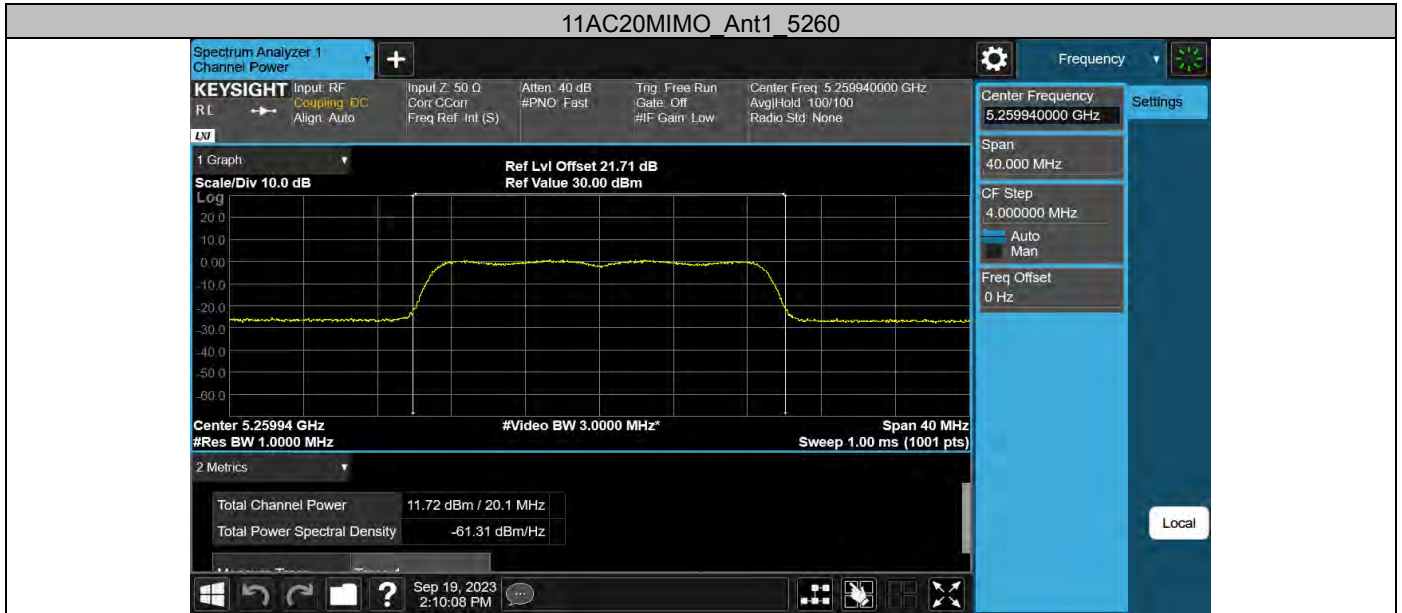 11AC20MIMO_Ant1_5260
Spectrum Analyzer 1
Channel Power
+
Frequency
KEYSIGHT
RL
LXI
Input: RF
Coupling: DC
Align: Auto
Input Z: 50 Ω
Corr CCorr
Freq Ref: Int (S)
Atten: 40 dB
#PNO: Fast
Trig: Free Run
Gate: Off
#IF Gain: Low
Center Freq: 5.259940000 GHz
Avg|Hold: 100/100
Radio Std: None
Center Frequency
5.259940000 GHz
Settings
Span
40.000 MHz
CF Step
4.000000 MHz
Auto
Man
Freq Offset
0 Hz
1 Graph
Scale/Div 10.0 dB
Ref Lvl Offset 21.71 dB
Ref Value 30.00 dBm
Log
20.0
10.0
0.00
-10.0
-20.0
-30.0
-40.0
-50.0
-60.0
Center 5.25994 GHz
#Res BW 1.0000 MHz
#Video BW 3.0000 MHz*
Span 40 MHz
Sweep 1.00 ms (1001 pts)
2 Metrics
Total Channel Power 11.72 dBm / 20.1 MHz
Total Power Spectral Density -61.31 dBm/Hz
Local
?
Sep 19, 2023
2:10:08 PM